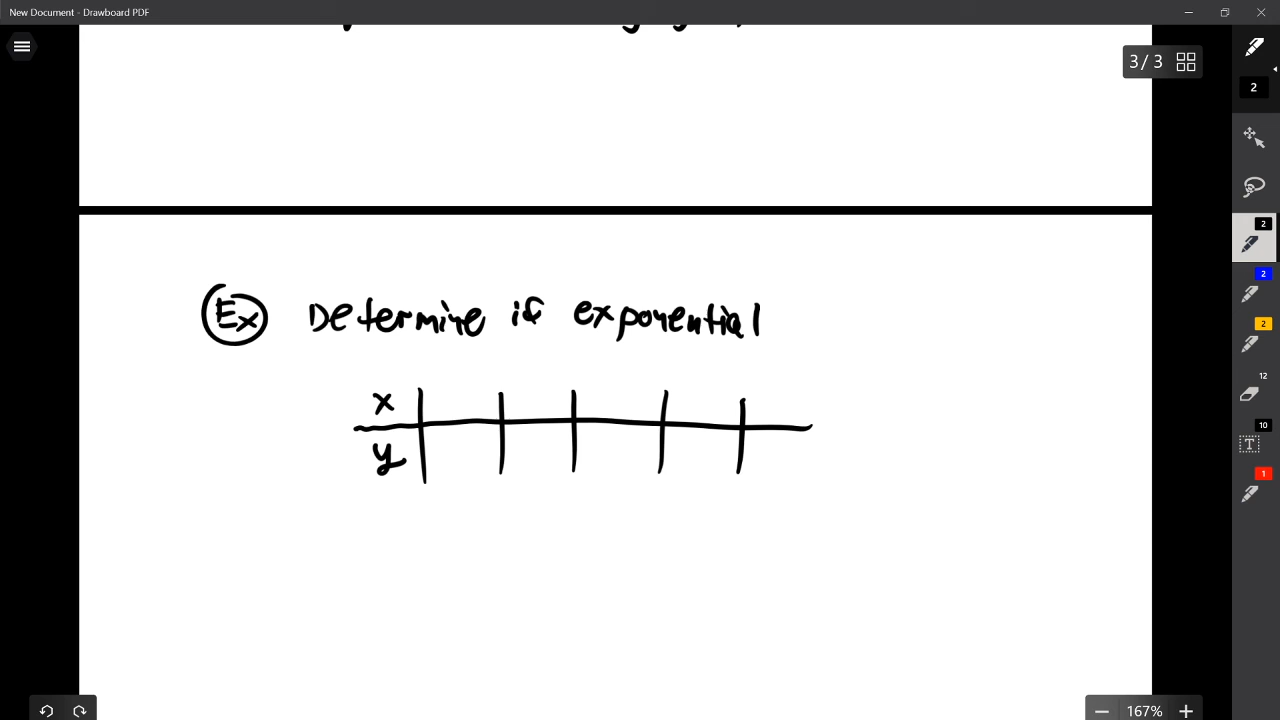 New Document - Drawboard PDF
3 / 3
2
2
2
2
12
10
T
1
Ex Determine if exponential
x
y
167%